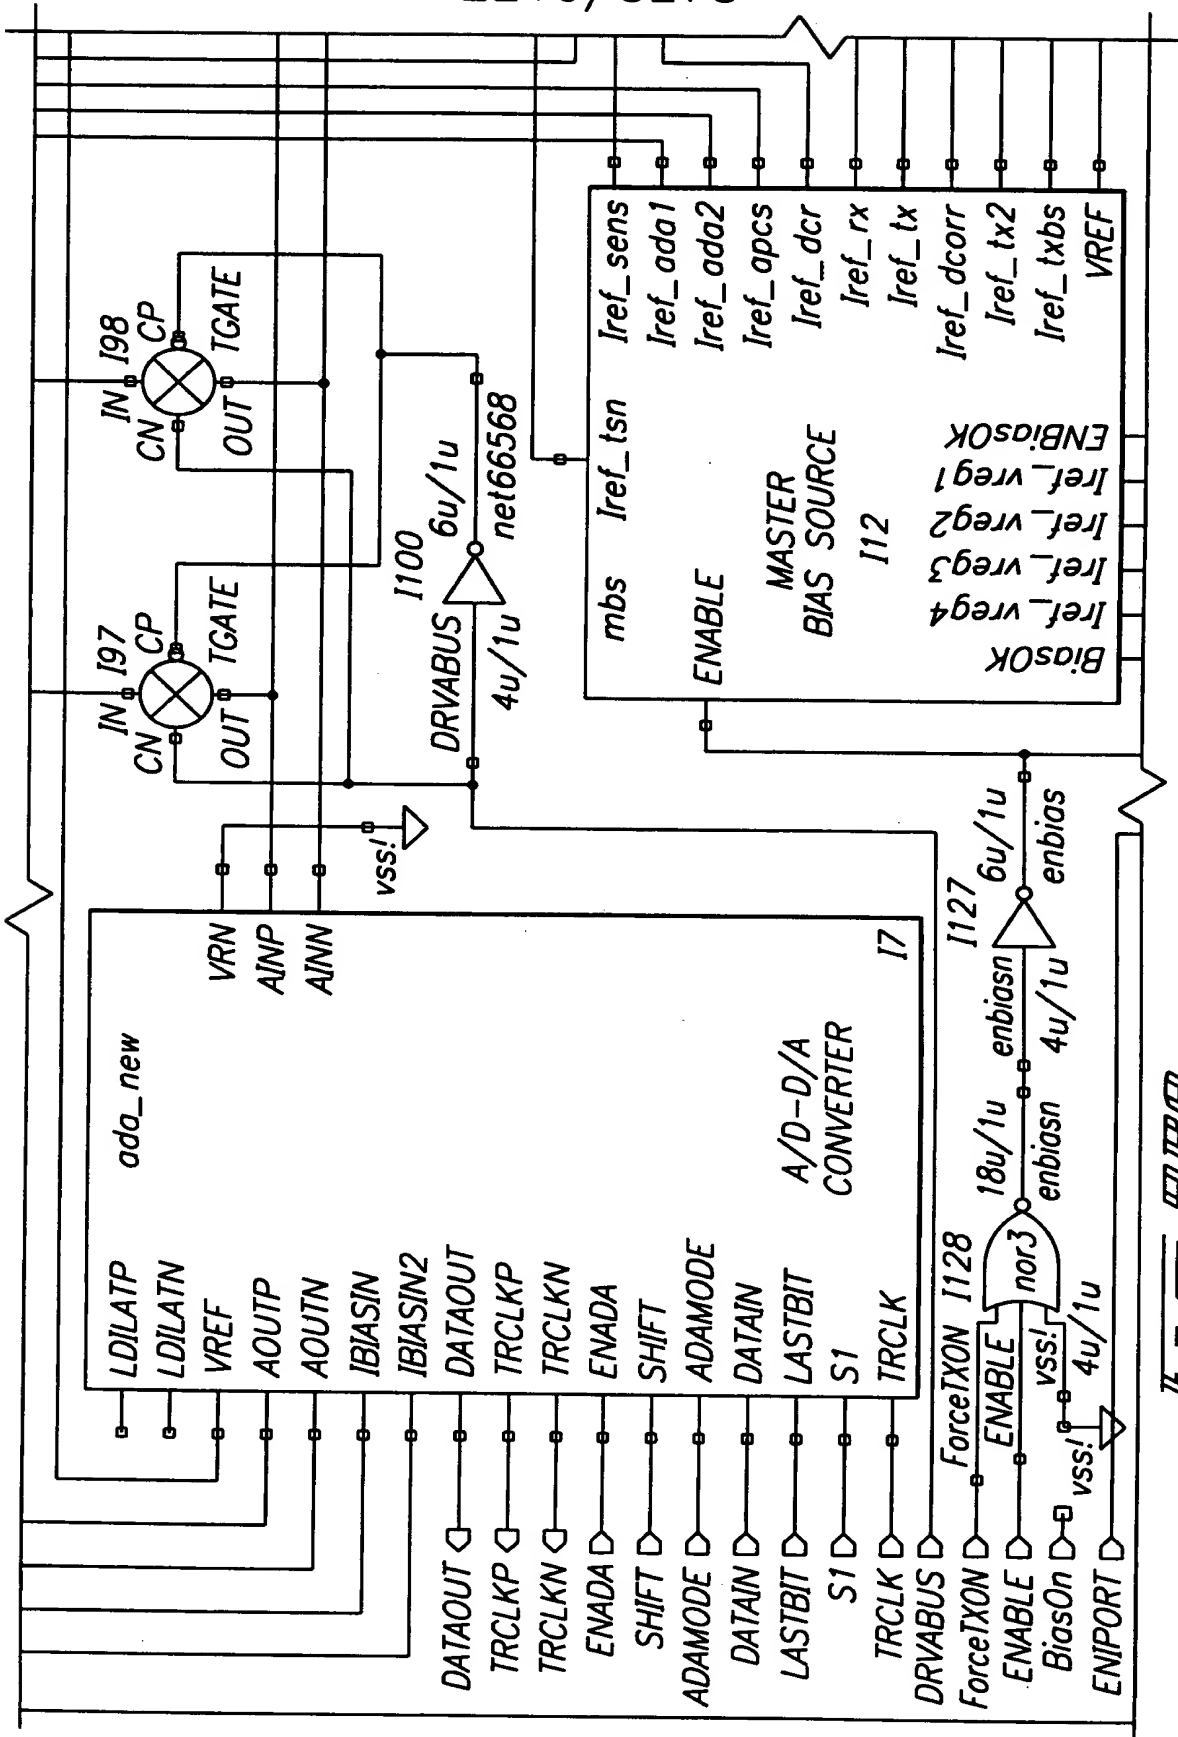 ada_new
LDILATP
LDILATN
VREF
AOUTP
AOUTN
IBIASIN
IBIASIN2
DATAOUT
TRCLKP
TRCLKN
ENADA
SHIFT
ADAMODE
DATAIN
LASTBIT
S1
TRCLK
VRN
AINP
AINN
A/D-D/A
CONVERTER
I7
vss!
DATAOUT
TRCLKP
TRCLKN
ENADA
SHIFT
ADAMODE
DATAIN
LASTBIT
S1
TRCLK
DRVABUS
ForceTXON
ENABLE
BiasOn
ENIPORT
IN
I97
CN
CP
OUT
TGATE
IN
I98
CN
CP
OUT
TGATE
I100
DRVABUS
6u/1u
4u/1u
net66568
mbs
Iref_tsn
ENABLE
MASTER
BIAS SOURCE
I12
Iref_sens
Iref_ada1
Iref_ada2
Iref_apcs
Iref_dcr
Iref_rx
Iref_tx
Iref_dcorr
Iref_tx2
Iref_txbs
VREF
BiasOK
Iref_vreg4
Iref_vreg3
Iref_vreg2
Iref_vreg1
ENBiasOK
ForceTXON
I128
ENABLE
nor3
vss!
4u/1u
vss!
18u/1u
enbiasn
enbiasn
I127
4u/1u
6u/1u
enbias